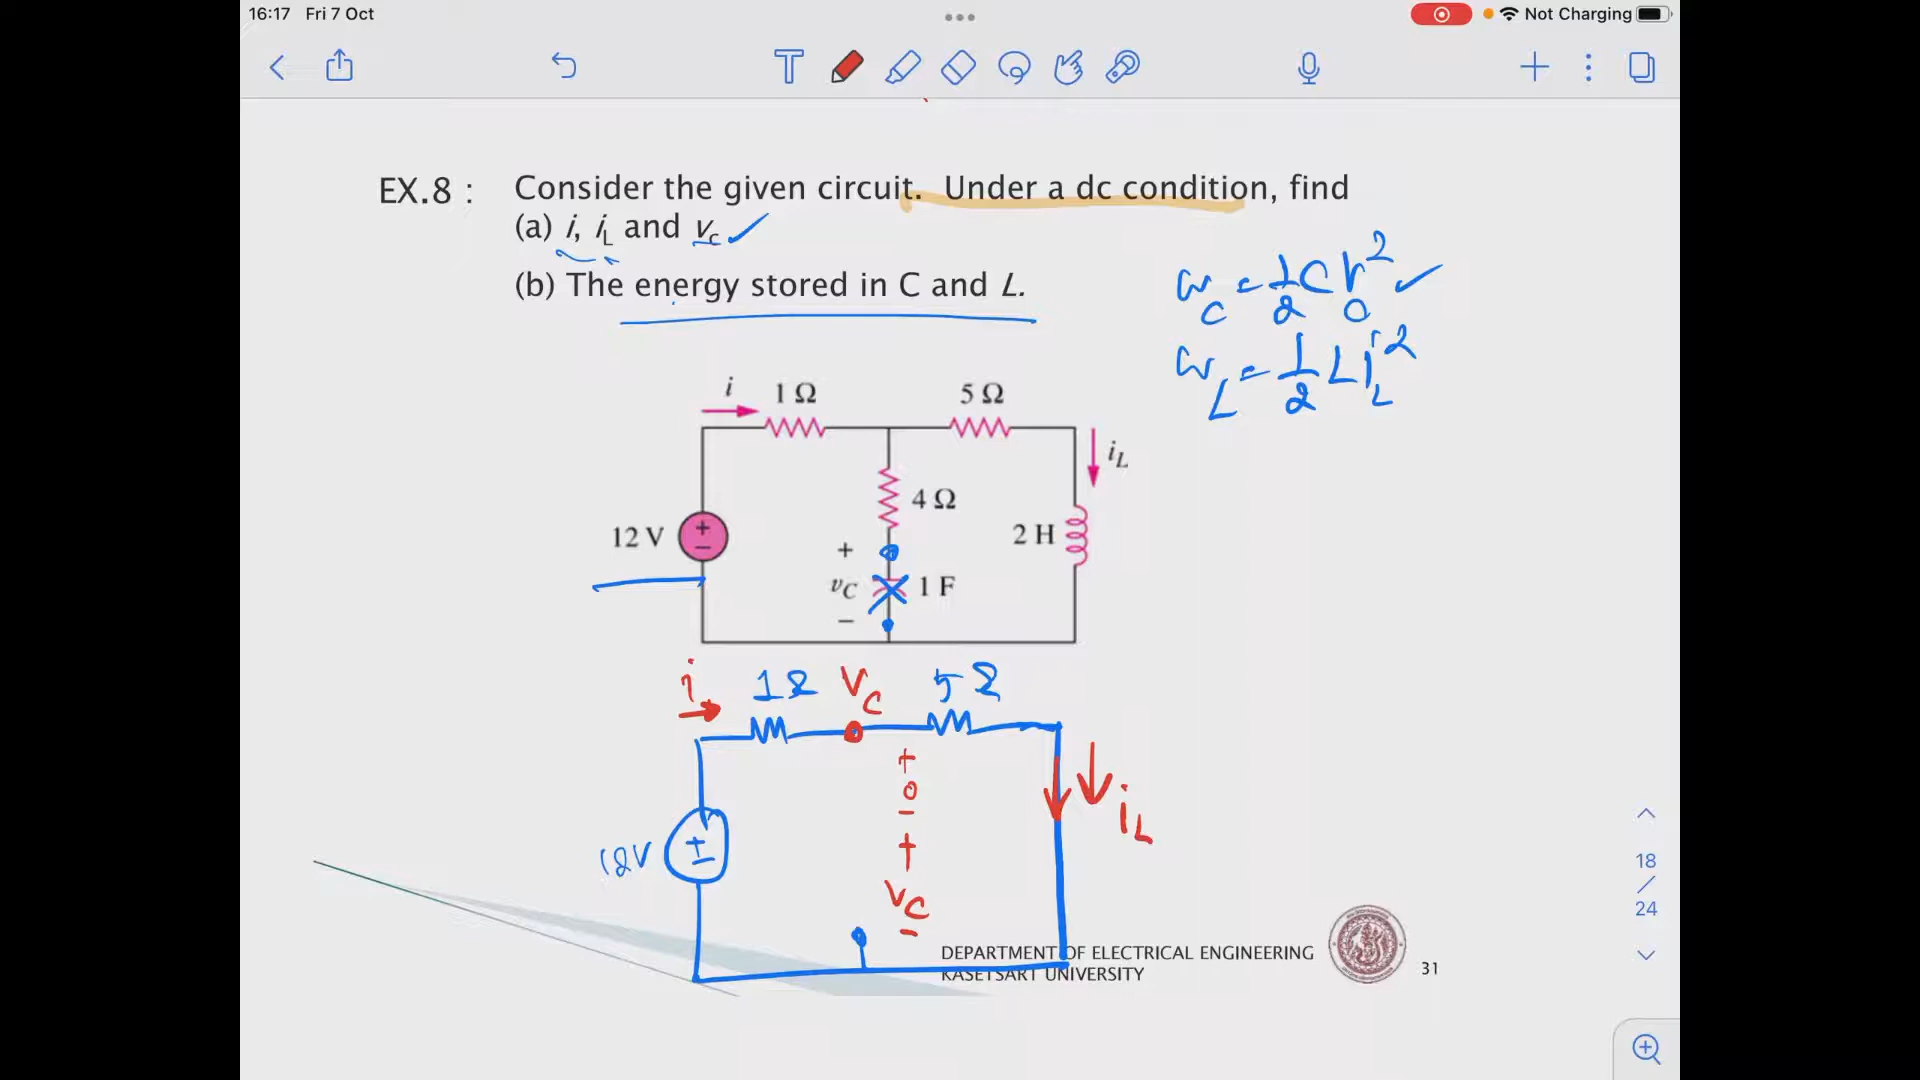 16:17 Fri 7 Oct
Not Charging
EX.8 : Consider the given circuit. Under a dc condition, find
(a) i, iL and vc
(b) The energy stored in C and L.
wc = 1/2 C v0²
wL = 1/2 L iL²
i
1 Ω
5 Ω
iL
4 Ω
12 V
+
−
2 H
+
vC
−
1 F
i
1Ω
Vc
5Ω
+
0
−
iL
12V
+
−
+
Vc
−
18
/
24
DEPARTMENT OF ELECTRICAL ENGINEERING
KASETSART UNIVERSITY
31